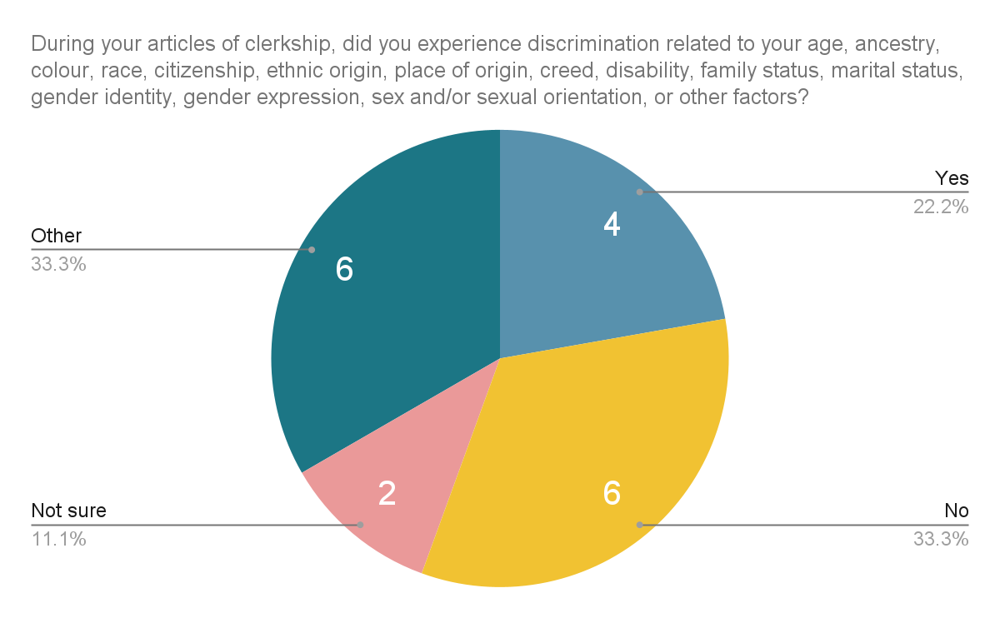 During your articles of clerkship, did you experience discrimination related to your age, ancestry,
colour, race, citizenship, ethnic origin, place of origin, creed, disability, family status, marital status,
gender identity, gender expression, sex and/or sexual orientation, or other factors?
Yes
22.2%
4
Other
33.3%
6
Not sure
11.1%
2
6
No
33.3%